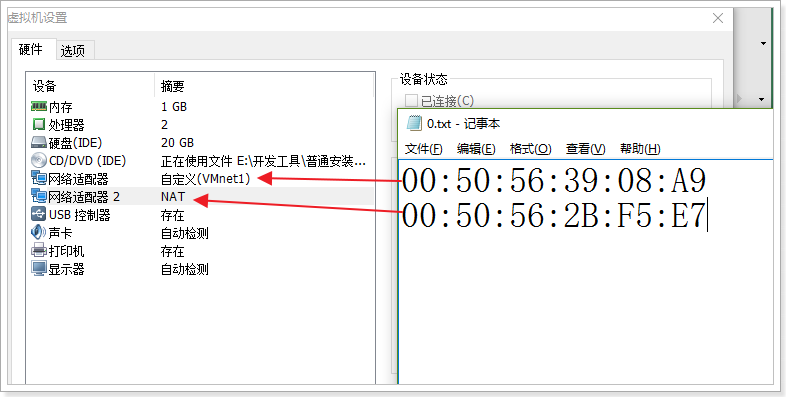 虚拟机设置
硬件 选项
设备 摘要
内存 1 GB
处理器 2
硬盘(IDE) 20 GB
CD/DVD (IDE) 正在使用文件 E:\开发工具\普通安装...
网络适配器 自定义(VMnet1)
网络适配器 2 NAT
USB 控制器 存在
声卡 自动检测
打印机 存在
显示器 自动检测
设备状态
已连接(C)
0.txt - 记事本
文件(F) 编辑(E) 格式(O) 查看(V) 帮助(H)
00:50:56:39:08:A9
00:50:56:2B:F5:E7